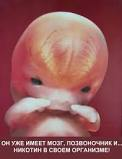 ОН УЖЕ ИМЕЕТ МОЗГ, ПОЗВОНОЧНИК И...
НИКОТИН В СВОЕМ ОРГАНИЗМЕ!